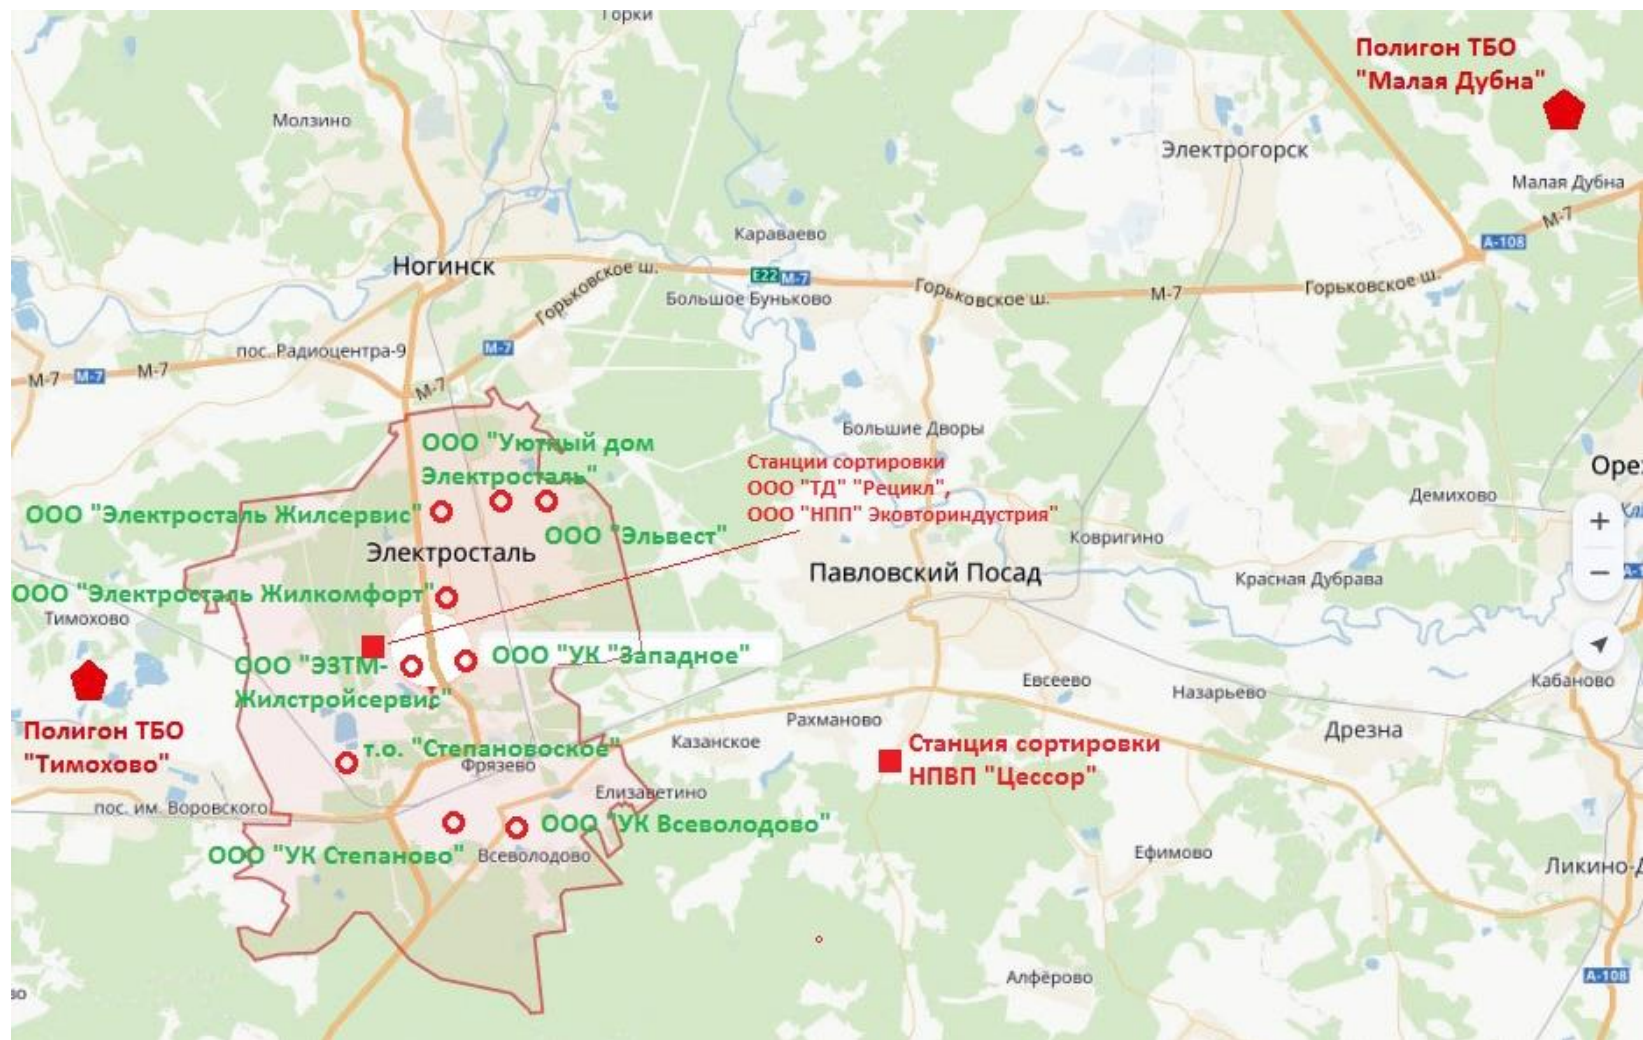 Горки
Полигон ТБО
"Малая Дубна"
Молзино
Электрогорск
Малая Дубна
М-7
А-108
Караваево
Ногинск
Горьковское ш.
E22 М-7
Большое Буньково
Горьковское ш.
М-7
Горьковское ш.
пос. Радиоцентра-9
М-7
М-7
М-7
М-7
М-7
ООО "Уютный дом
Электросталь"
Большие Дворы
Станции сортировки
ООО "ТД" "Рецикл",
ООО "НПП" Эковториндустрия"
Оре
Демихово
ООО "Электросталь Жилсервис"
ООО "Эльвест"
Электросталь
Ковригино
+
−
Павловский Посад
Красная Дубрава
ООО "Электросталь Жилкомфорт"
Тимохово
ООО "ЭЗТМ-
Жилстройсервис"
ООО "УК "Западное"
Евсеево
Назарьево
Кабаново
Полигон ТБО
"Тимохово"
Рахманово
Казанское
Дрезна
т.о. "Степановоское"
Фрязево
Станция сортировки
НПВП "Цессор"
Елизаветино
пос. им. Воровского
ООО "УК Всеволодово"
ООО "УК Степаново"
Всеволодово
Ефимово
Ликино-Д
Алфёрово
А-108
во